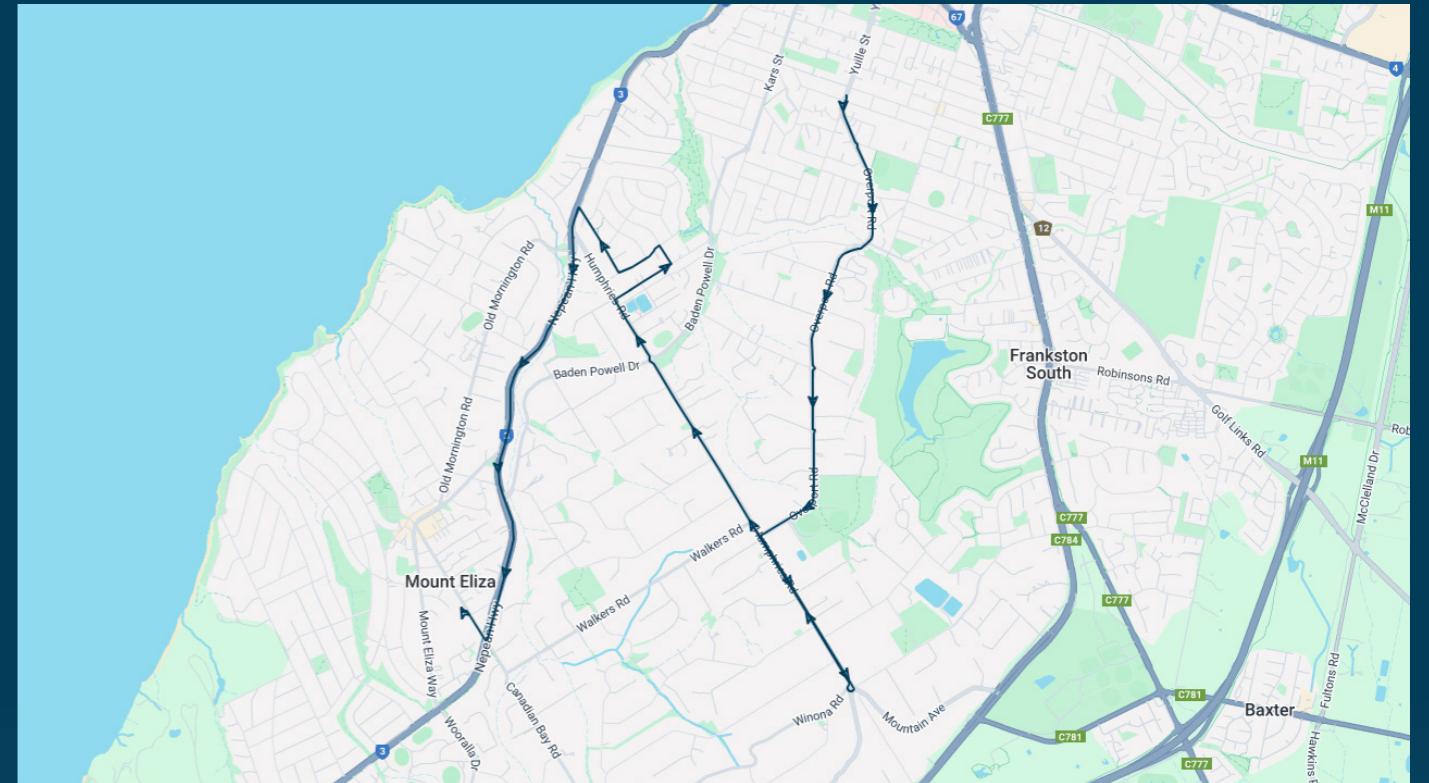 67
Yuille St
Kars St
4
3
C777
Overport Rd
M11
12
Old Mornington Rd
Humphries Rd
Nepean Hwy
Baden Powell Dr
Overport Rd
Frankston
South
Robinsons Rd
Baden Powell Dr
Old Mornington Rd
Golf Links Rd
Rob
M11
McClelland Dr
Overport Rd
C777
C784
Walkers Rd
Humphries Rd
Mount Eliza
Walkers Rd
C777
Mount Eliza Way
Nepean Hwy
Canadian Bay Rd
Wooralla Dr
3
Winona Rd
Mountain Ave
C781
Baxter
Fultons Rd
C781
Hawkins
C777